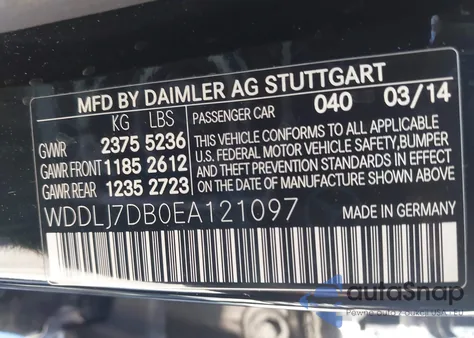 MFD BY DAIMLER AG STUTTGART
KG LBS
GVWR 2375 5236
GAWR FRONT 1185 2612
GAWR REAR 1235 2723
PASSENGER CAR 040 03/14
THIS VEHICLE CONFORMS TO ALL APPLICABLE
U.S. FEDERAL MOTOR VEHICLE SAFETY, BUMPER
AND THEFT PREVENTION STANDARDS
IN EFFECT ON THE
DATE OF MANUFACTURE SHOWN ABOVE.
WDDLJ7DB0EA121097 MADE IN GERMANY
autoSnap